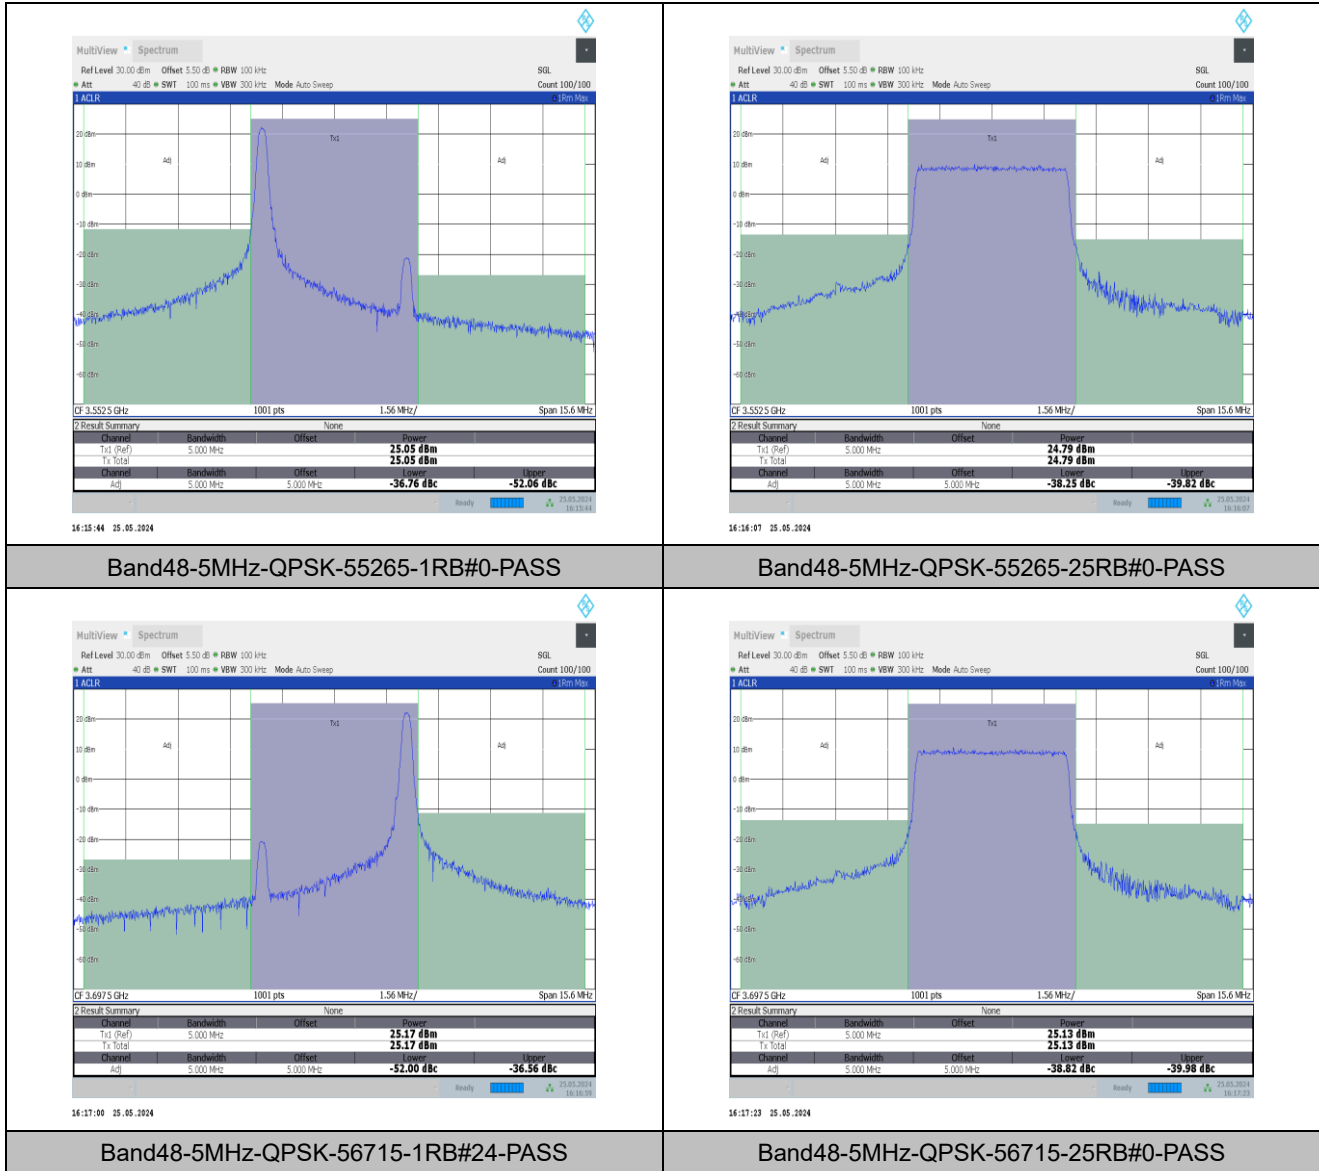 MultiView Spectrum
Ref Level 30.00 dBm Offset 5.50 dB RBW 100 kHz SGL
Att 40 dB SWT 100 ms VBW 300 kHz Mode Auto Sweep Count 100/100
1 ACLR 1Rm Max
Tx1
20 dBm
Adj Adj
10 dBm
0 dBm
-10 dBm
-20 dBm
-30 dBm
-40 dBm
-50 dBm
-60 dBm
CF 3.5525 GHz 1001 pts 1.56 MHz/ Span 15.6 MHz
2 Result Summary None
Channel Bandwidth Offset Power
Tx1 (Ref) 5.000 MHz 25.05 dBm
Tx Total 25.05 dBm
Channel Bandwidth Offset Lower Upper
Adj 5.000 MHz 5.000 MHz -36.76 dBc -52.06 dBc
Ready 25.05.2024
16:15:44
16:15:44 25.05.2024
Band48-5MHz-QPSK-55265-1RB#0-PASS
MultiView Spectrum
Ref Level 30.00 dBm Offset 5.50 dB RBW 100 kHz SGL
Att 40 dB SWT 100 ms VBW 300 kHz Mode Auto Sweep Count 100/100
1 ACLR 1Rm Max
Tx1
20 dBm
Adj Adj
10 dBm
0 dBm
-10 dBm
-20 dBm
-30 dBm
-40 dBm
-50 dBm
-60 dBm
CF 3.5525 GHz 1001 pts 1.56 MHz/ Span 15.6 MHz
2 Result Summary None
Channel Bandwidth Offset Power
Tx1 (Ref) 5.000 MHz 24.79 dBm
Tx Total 24.79 dBm
Channel Bandwidth Offset Lower Upper
Adj 5.000 MHz 5.000 MHz -38.25 dBc -39.82 dBc
Ready 25.05.2024
16:16:07
16:16:07 25.05.2024
Band48-5MHz-QPSK-55265-25RB#0-PASS
MultiView Spectrum
Ref Level 30.00 dBm Offset 5.50 dB RBW 100 kHz SGL
Att 40 dB SWT 100 ms VBW 300 kHz Mode Auto Sweep Count 100/100
1 ACLR 1Rm Max
Tx1
20 dBm
Adj Adj
10 dBm
0 dBm
-10 dBm
-20 dBm
-30 dBm
-40 dBm
-50 dBm
-60 dBm
CF 3.6975 GHz 1001 pts 1.56 MHz/ Span 15.6 MHz
2 Result Summary None
Channel Bandwidth Offset Power
Tx1 (Ref) 5.000 MHz 25.17 dBm
Tx Total 25.17 dBm
Channel Bandwidth Offset Lower Upper
Adj 5.000 MHz 5.000 MHz -52.00 dBc -36.56 dBc
Ready 25.05.2024
16:16:59
16:17:00 25.05.2024
Band48-5MHz-QPSK-56715-1RB#24-PASS
MultiView Spectrum
Ref Level 30.00 dBm Offset 5.50 dB RBW 100 kHz SGL
Att 40 dB SWT 100 ms VBW 300 kHz Mode Auto Sweep Count 100/100
1 ACLR 1Rm Max
Tx1
20 dBm
Adj Adj
10 dBm
0 dBm
-10 dBm
-20 dBm
-30 dBm
-40 dBm
-50 dBm
-60 dBm
CF 3.6975 GHz 1001 pts 1.56 MHz/ Span 15.6 MHz
2 Result Summary None
Channel Bandwidth Offset Power
Tx1 (Ref) 5.000 MHz 25.13 dBm
Tx Total 25.13 dBm
Channel Bandwidth Offset Lower Upper
Adj 5.000 MHz 5.000 MHz -38.82 dBc -39.98 dBc
Ready 25.05.2024
16:17:23
16:17:23 25.05.2024
Band48-5MHz-QPSK-56715-25RB#0-PASS